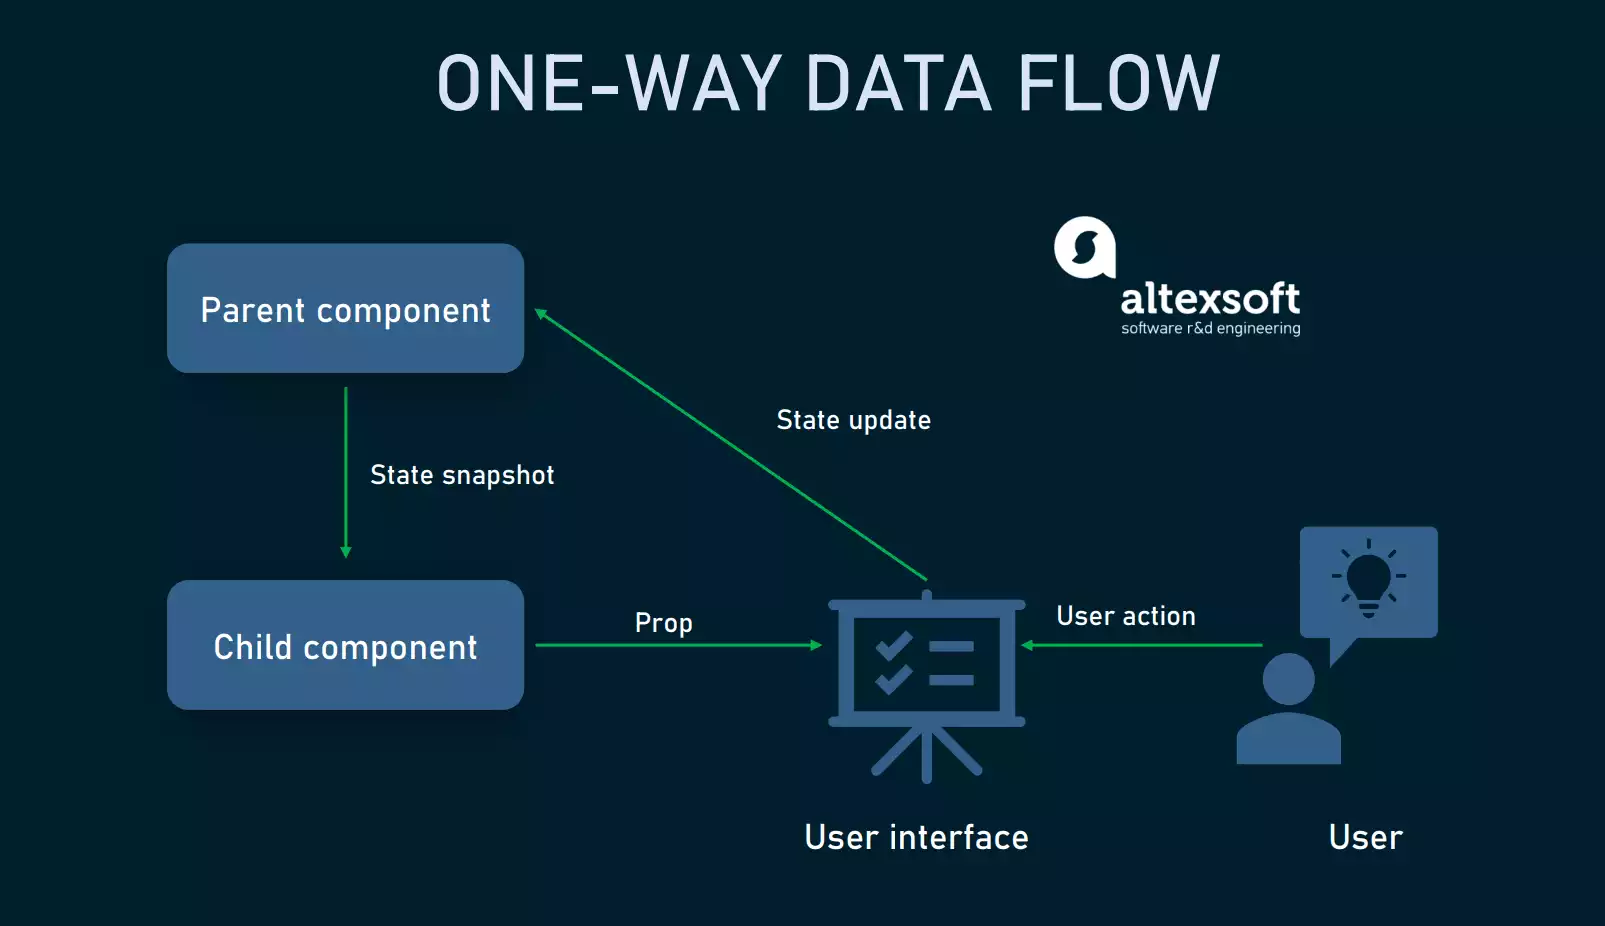 ONE-WAY DATA FLOW
altexsoft
software r&d engineering
Parent component
State update
State snapshot
Child component
Prop
User action
User interface
User